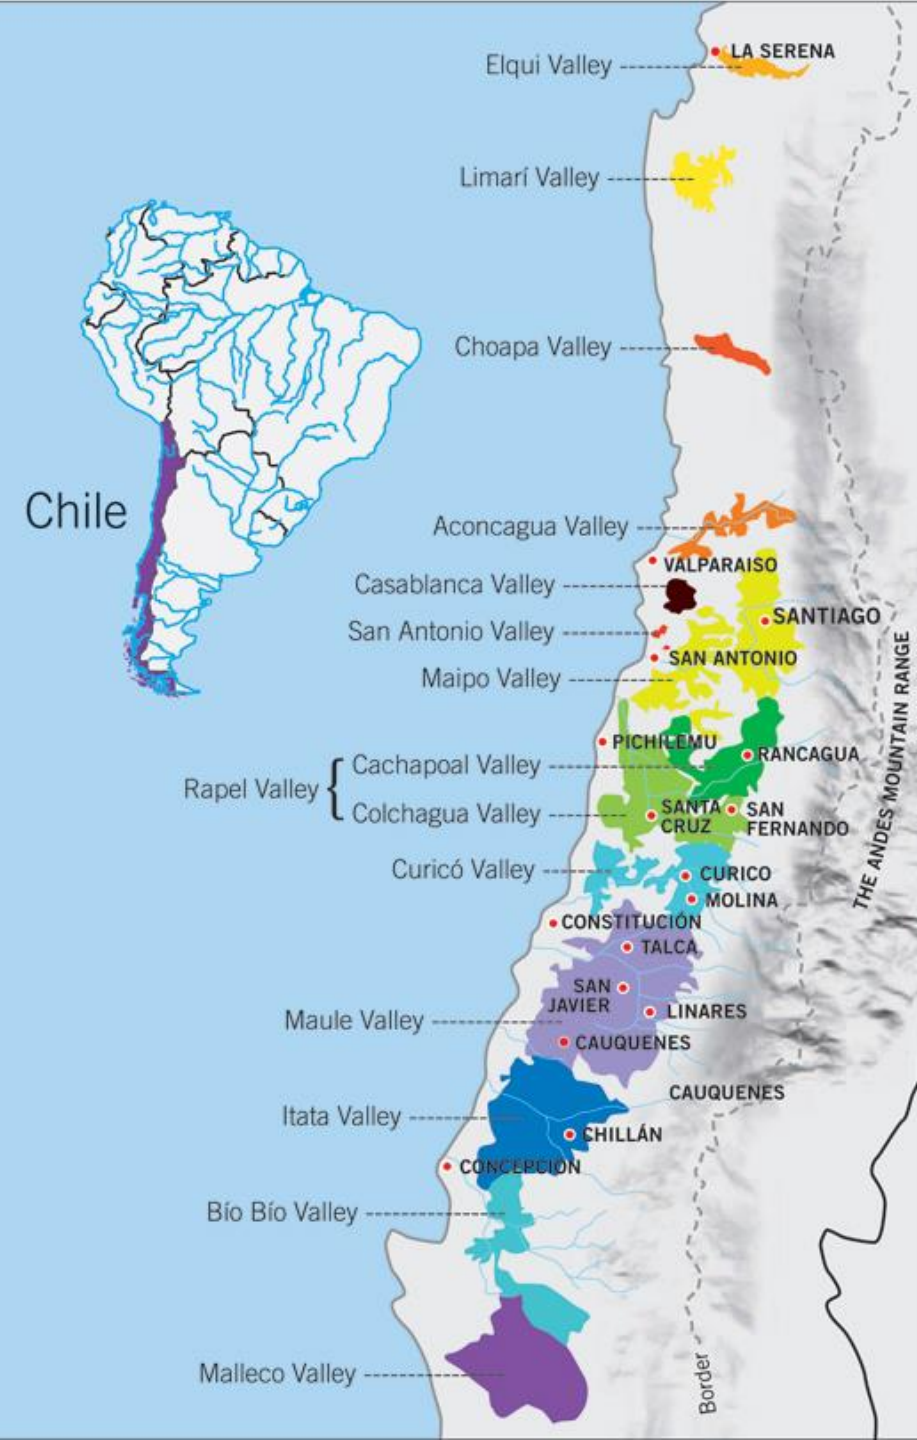 LA SERENA
Elqui Valley
Limarí Valley
Choapa Valley
Chile
Aconcagua Valley
VALPARAISO
Casablanca Valley
SANTIAGO
San Antonio Valley
SAN ANTONIO
Maipo Valley
THE ANDES MOUNTAIN RANGE
PICHILEMU
RANCAGUA
Cachapoal Valley
Rapel Valley
Colchagua Valley
SANTA
CRUZ
SAN
FERNANDO
Curicó Valley
CURICO
MOLINA
CONSTITUCIÓN
TALCA
SAN
JAVIER
LINARES
Maule Valley
CAUQUENES
CAUQUENES
Itata Valley
CHILLÁN
CONCEPCIÓN
Bío Bío Valley
Malleco Valley
Border